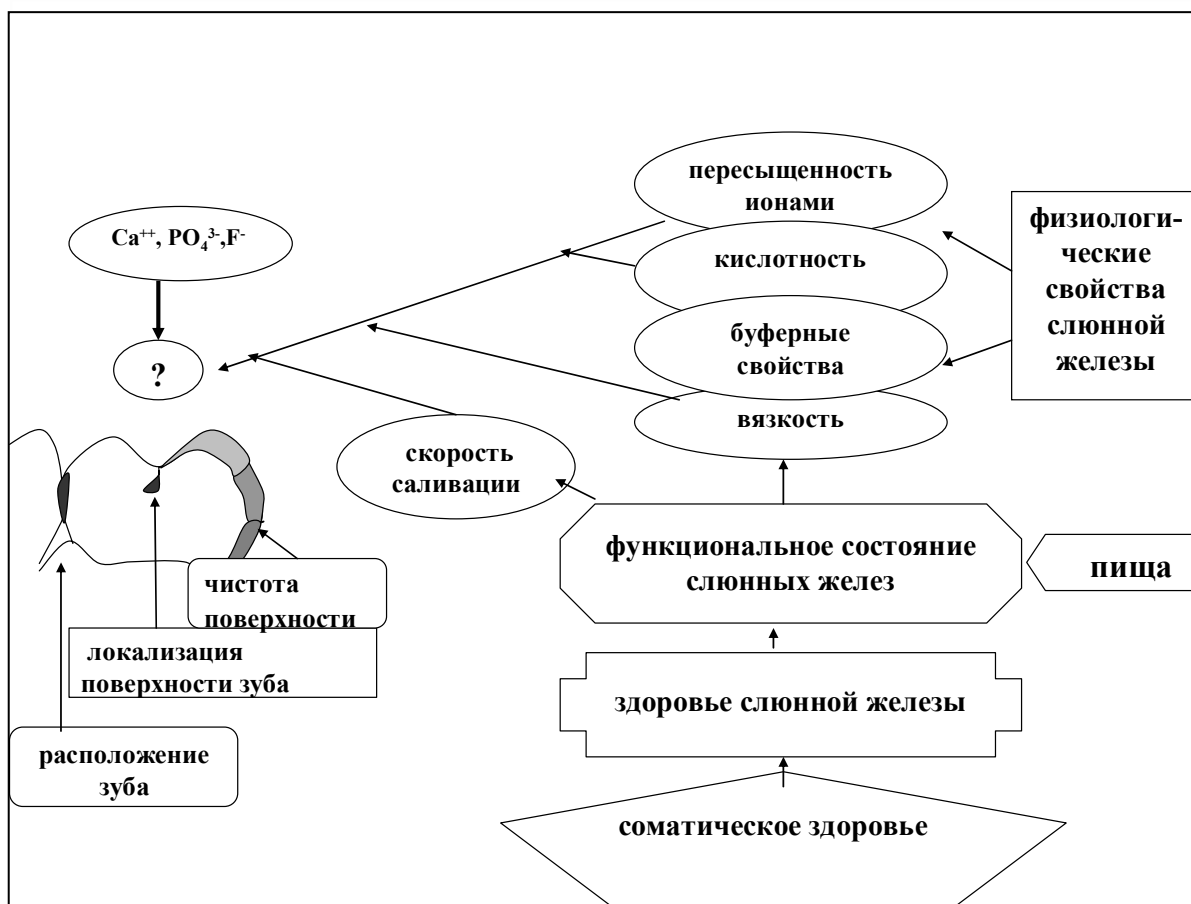 пересыщенность
ионами
Ca⁺⁺, PO₄³⁻,F⁻
кислотность
физиологи-
ческие
свойства
слюнной
железы
буферные
свойства
?
вязкость
скорость
саливации
функциональное состояние
слюнных желез
пища
чистота
поверхности
локализация
поверхности зуба
здоровье слюнной железы
расположение
зуба
соматическое здоровье